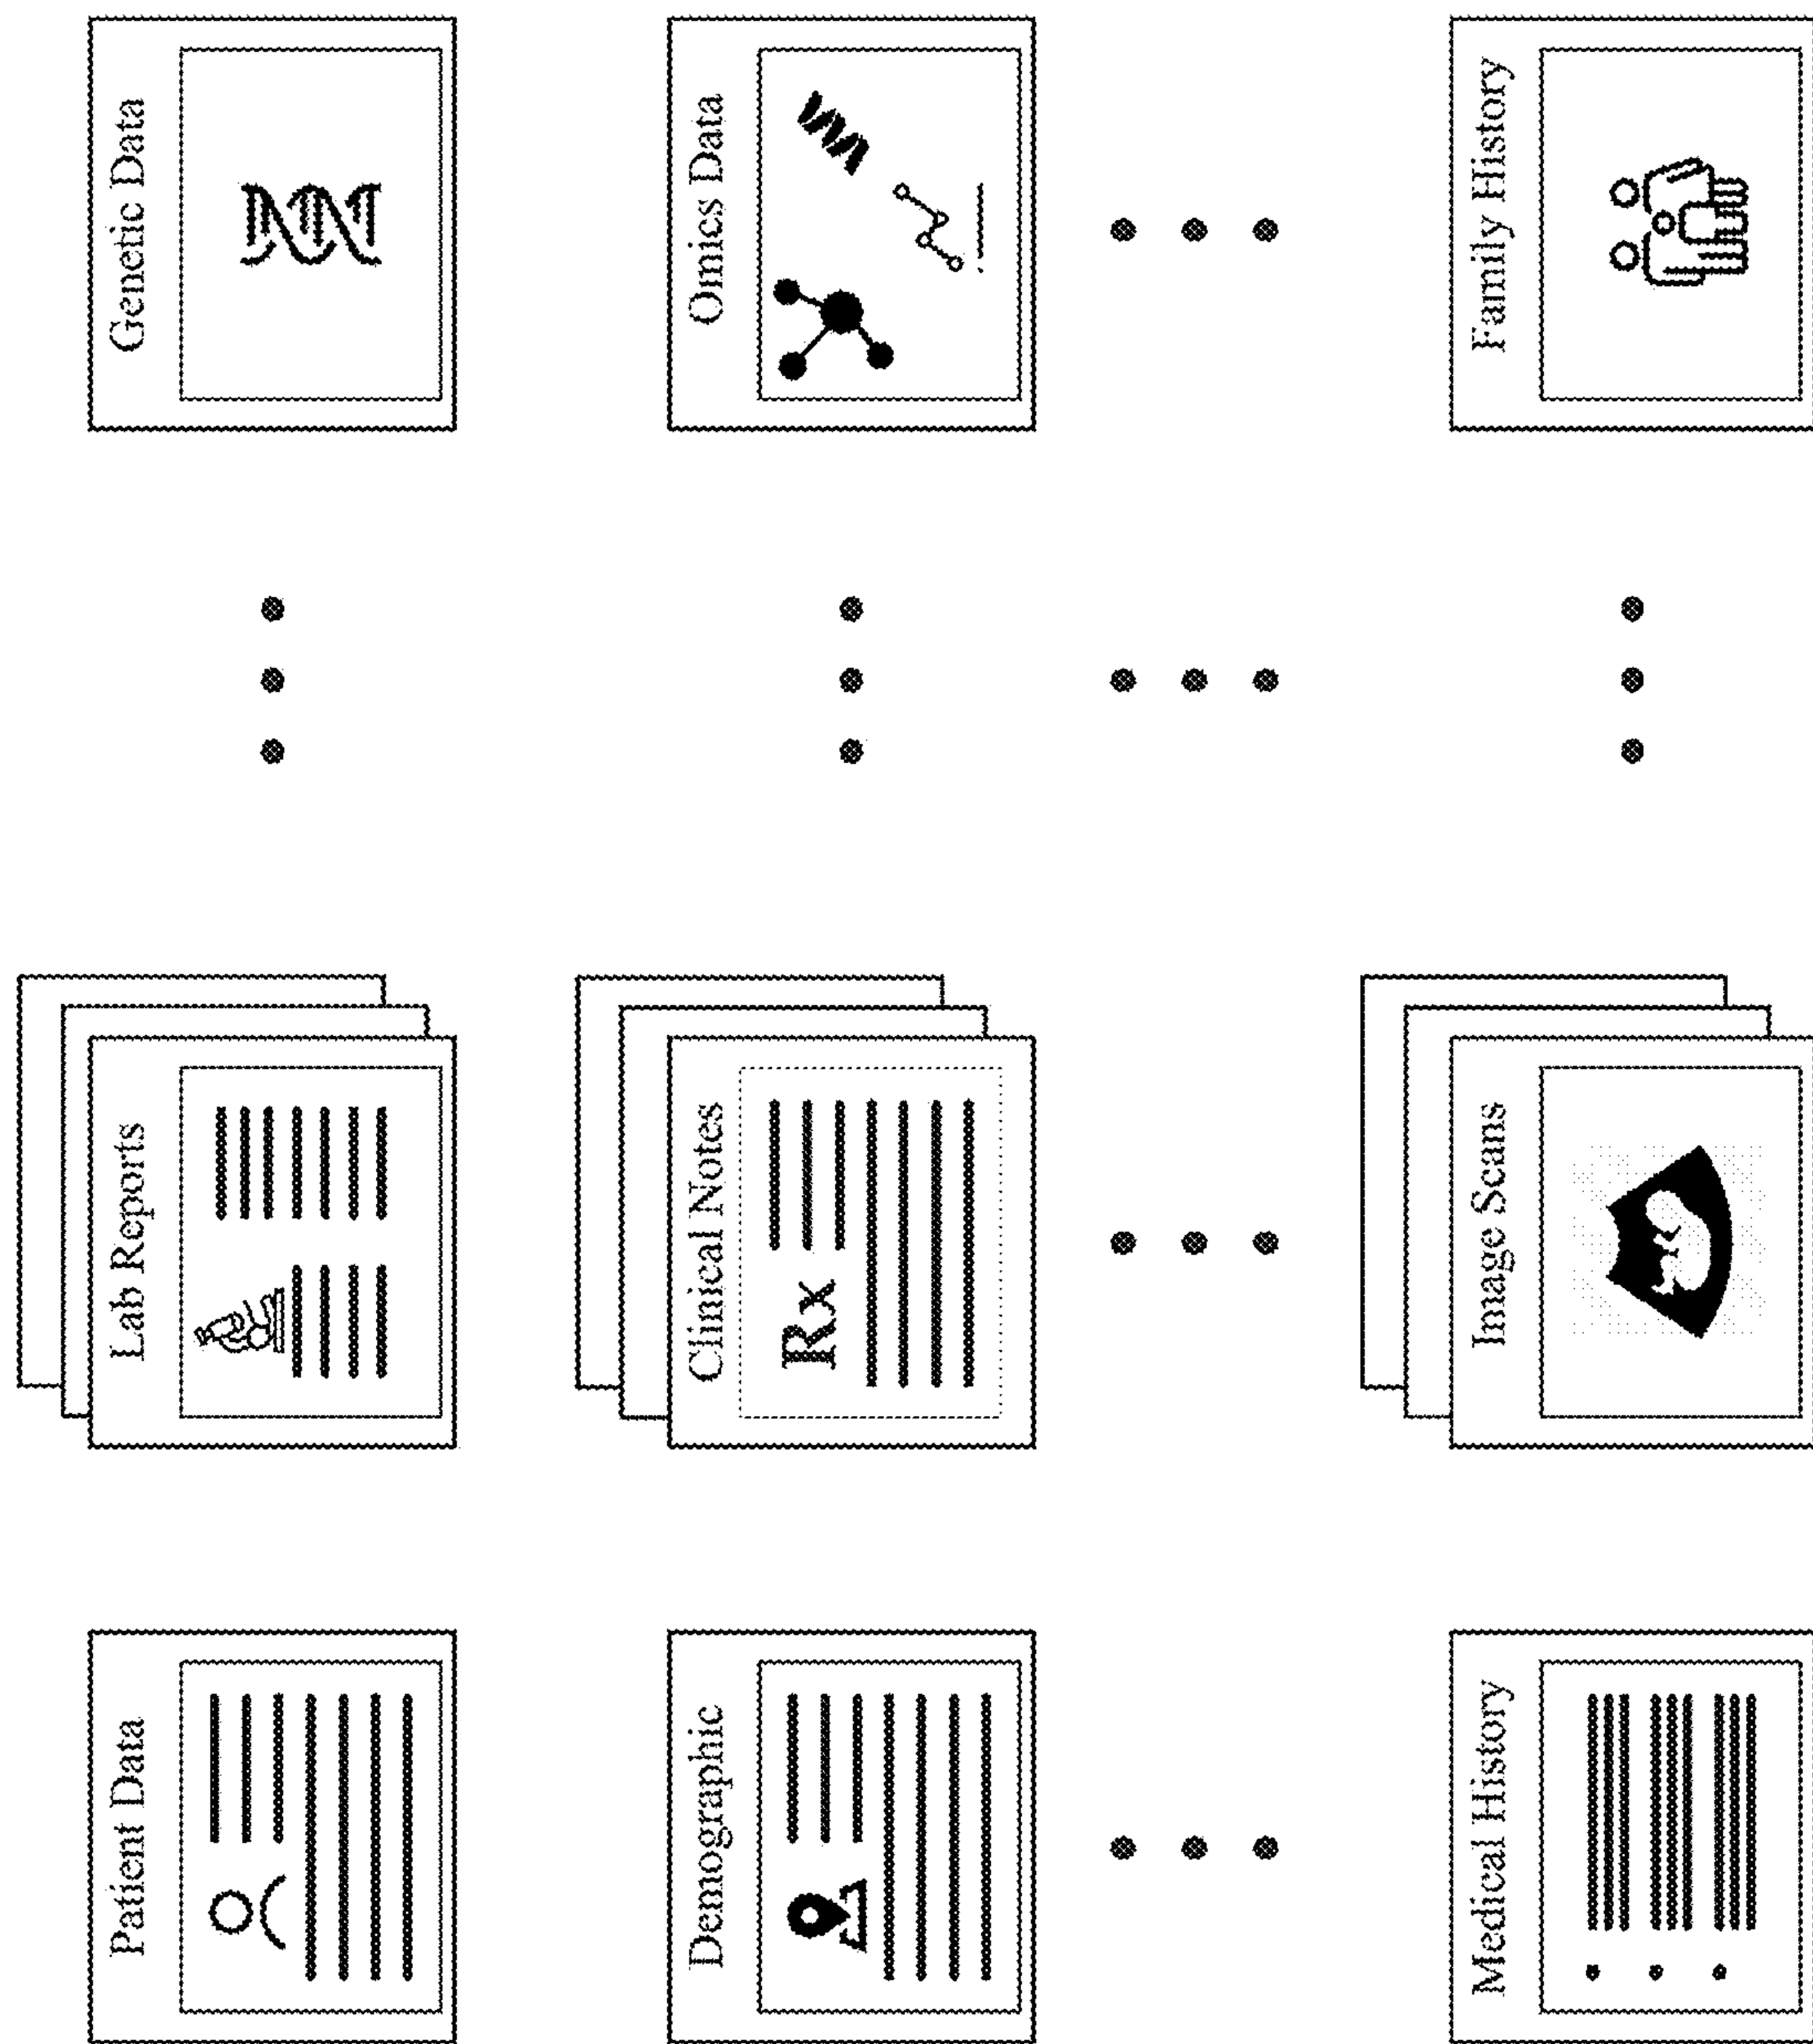 Patient Data
Lab Reports
Genetic Data
Demographic
Clinical Notes
Rx
Omics Data
Medical History
Image Scans
Family History